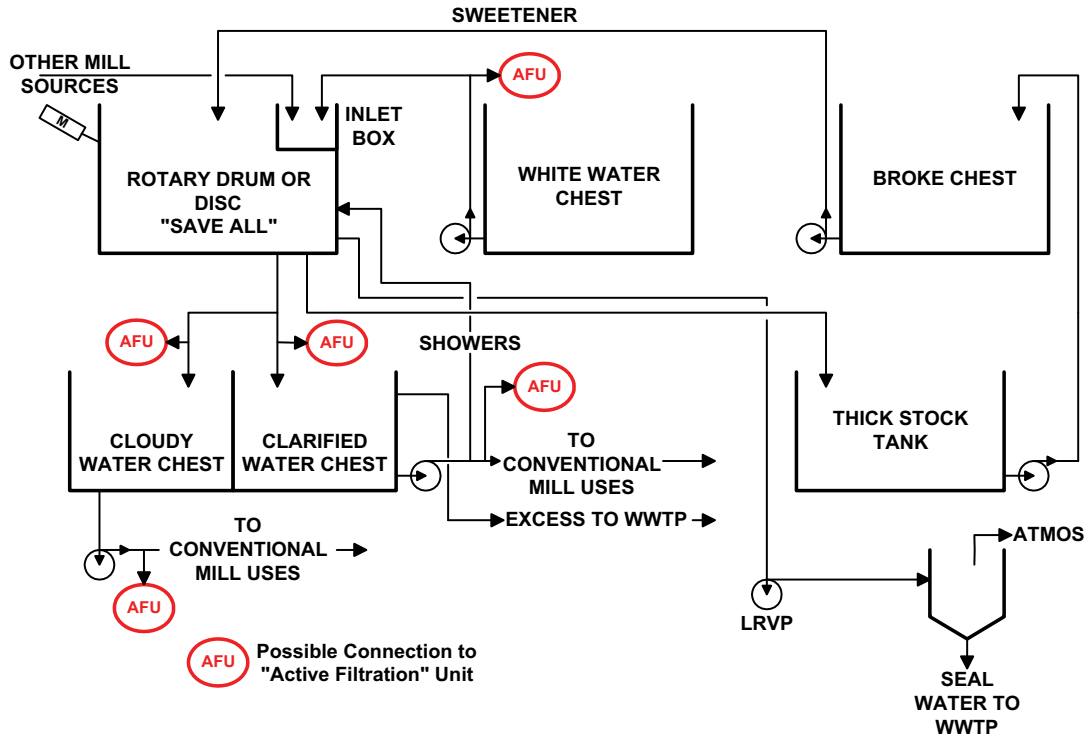 SWEETENER
OTHER MILL
SOURCES
AFU
M
INLET
BOX
ROTARY DRUM OR
DISC
"SAVE ALL"
WHITE WATER
CHEST
BROKE CHEST
AFU
AFU
SHOWERS
AFU
CLOUDY
WATER CHEST
CLARIFIED
WATER CHEST
TO
CONVENTIONAL
MILL USES
THICK STOCK
TANK
EXCESS TO WWTP
TO
CONVENTIONAL
MILL USES
ATMOS
AFU
LRVP
AFU
Possible Connection to
"Active Filtration" Unit
SEAL
WATER TO
WWTP